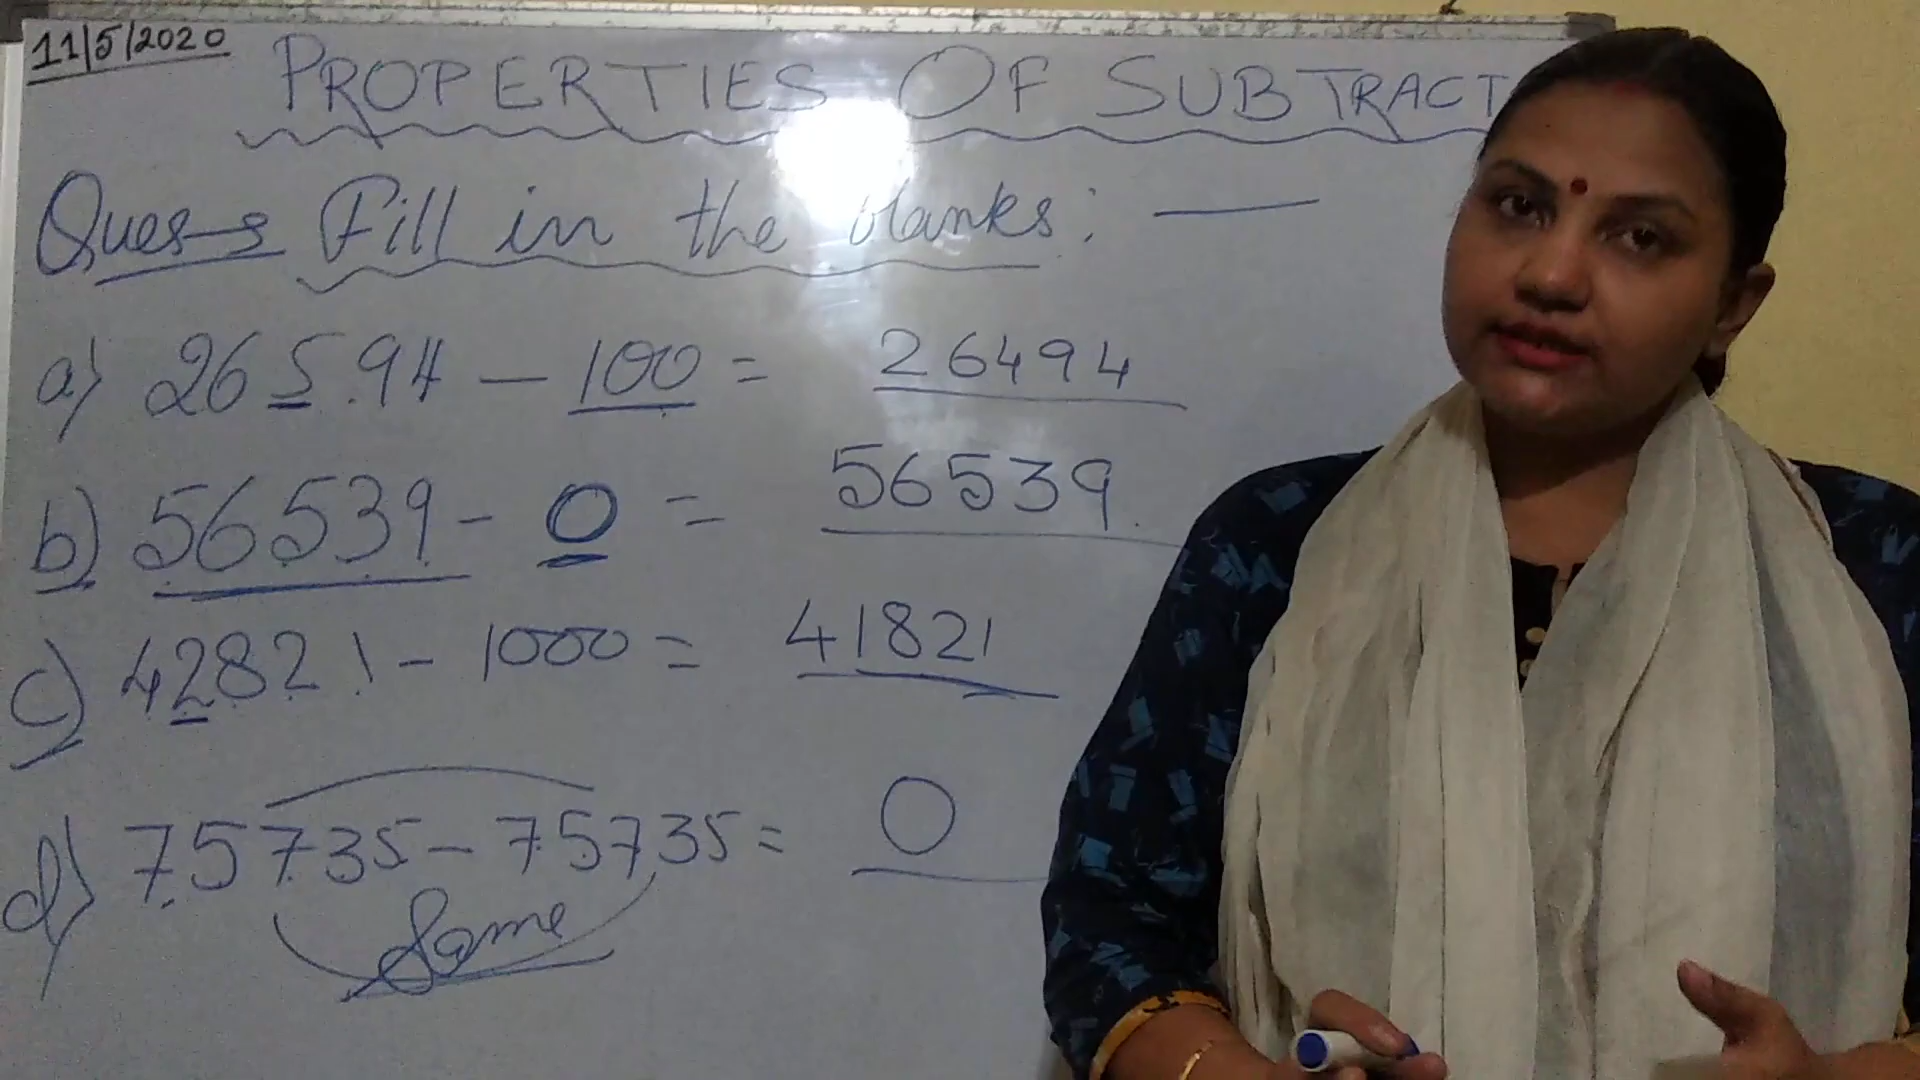 11/5/2020
PROPERTIES OF SUBTRACT
Ques-s Fill in the blanks: —
a) 26594 — 100 = 26494
b) 56539 - 0 = 56539
c) 42821 - 1000 = 41821
d) 75735 - 75735 = 0
Same